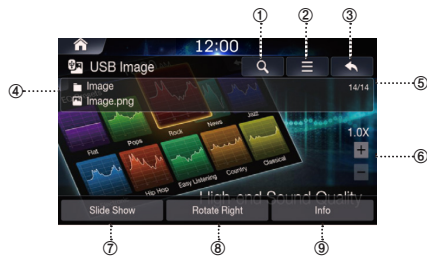 ① ② ③
12:00
USB Image
④ Image 14/14 ⑤
Image.png
Flat Pops Rock News Jazz
Hip Hop Easy Listening Country Classical
1.0X
+ ⑥
-
High-end Sound Quality
Slide Show Rotate Right Info
⑦ ⑧ ⑨